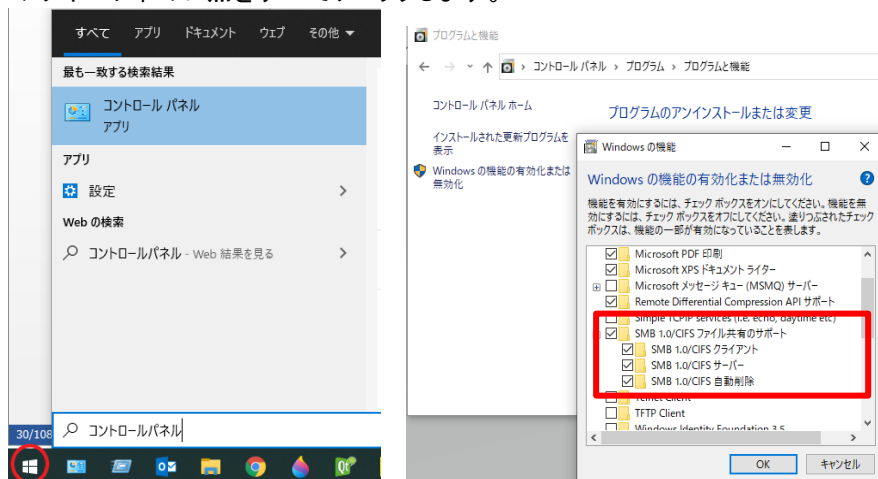 すべて アプリ ドキュメント ウェブ その他 ▼
最も一致する検索結果
コントロール パネル
アプリ
アプリ
設定
Web の検索
コントロールパネル - Web 結果を見る
30/108
コントロールパネル
プログラムと機能
コントロール パネル › プログラム › プログラムと機能
コントロール パネル ホーム
インストールされた更新プログラムを
表示
Windows の機能の有効化または
無効化
プログラムのアンインストールまたは変更
Windows の機能
Windows の機能の有効化または無効化
機能を有効にするには、チェック ボックスをオンにしてください。機能を無
効にするには、チェック ボックスをオフにしてください。塗りつぶされたチェック
ボックスは、機能の一部が有効になっていることを表します。
Microsoft PDF 印刷
Microsoft XPS ドキュメント ライター
Microsoft メッセージ キュー (MSMQ) サーバー
Remote Differential Compression API サポート
Simple TCPIP services (i.e. echo, daytime etc)
SMB 1.0/CIFS ファイル共有のサポート
SMB 1.0/CIFS クライアント
SMB 1.0/CIFS サーバー
SMB 1.0/CIFS 自動削除
Telnet Client
TFTP Client
Windows Identity Foundation 3.5
OK キャンセル